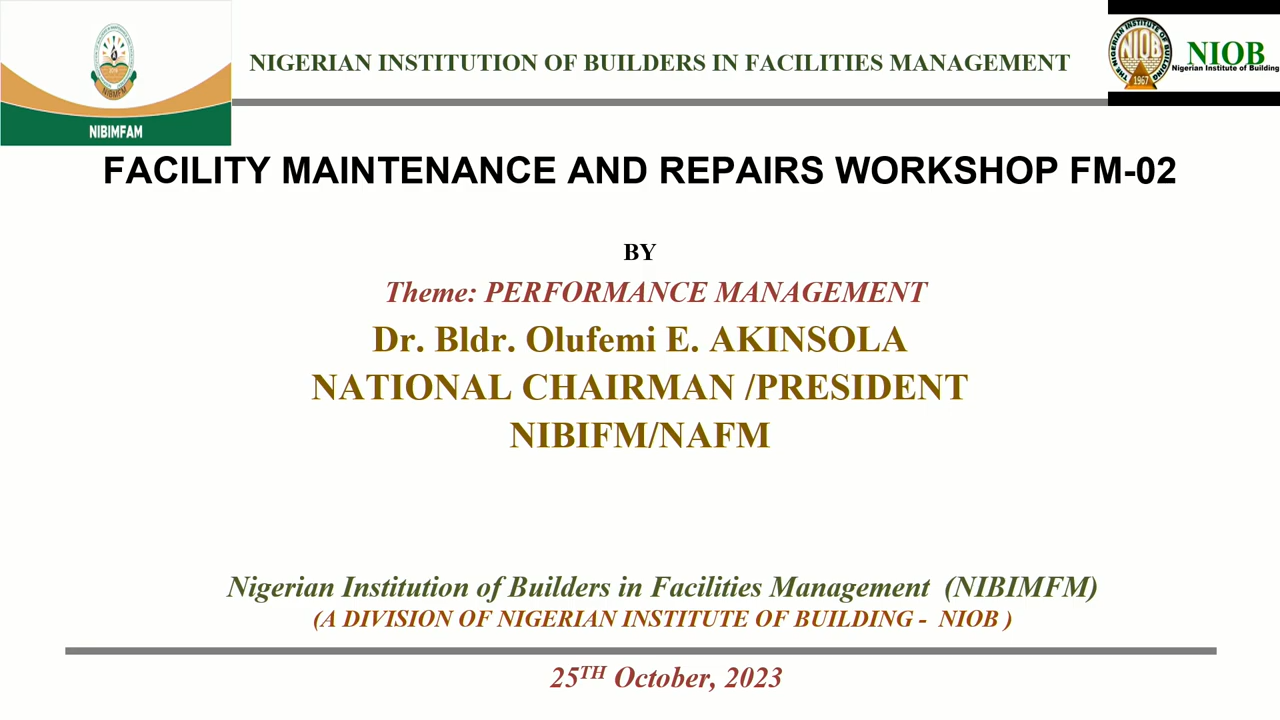 NIGERIAN INSTITUTION OF BUILDERS IN FACILITIES MANAGEMENT
NIBIMFAM
NIOB
1967
NIOB
Nigerian Institute of Building
FACILITY MAINTENANCE AND REPAIRS WORKSHOP FM-02
BY
Theme: PERFORMANCE MANAGEMENT
Dr. Bldr. Olufemi E. AKINSOLA
NATIONAL CHAIRMAN /PRESIDENT
NIBIFM/NAFM
Nigerian Institution of Builders in Facilities Management (NIBIMFM)
(A DIVISION OF NIGERIAN INSTITUTE OF BUILDING - NIOB )
25TH October, 2023